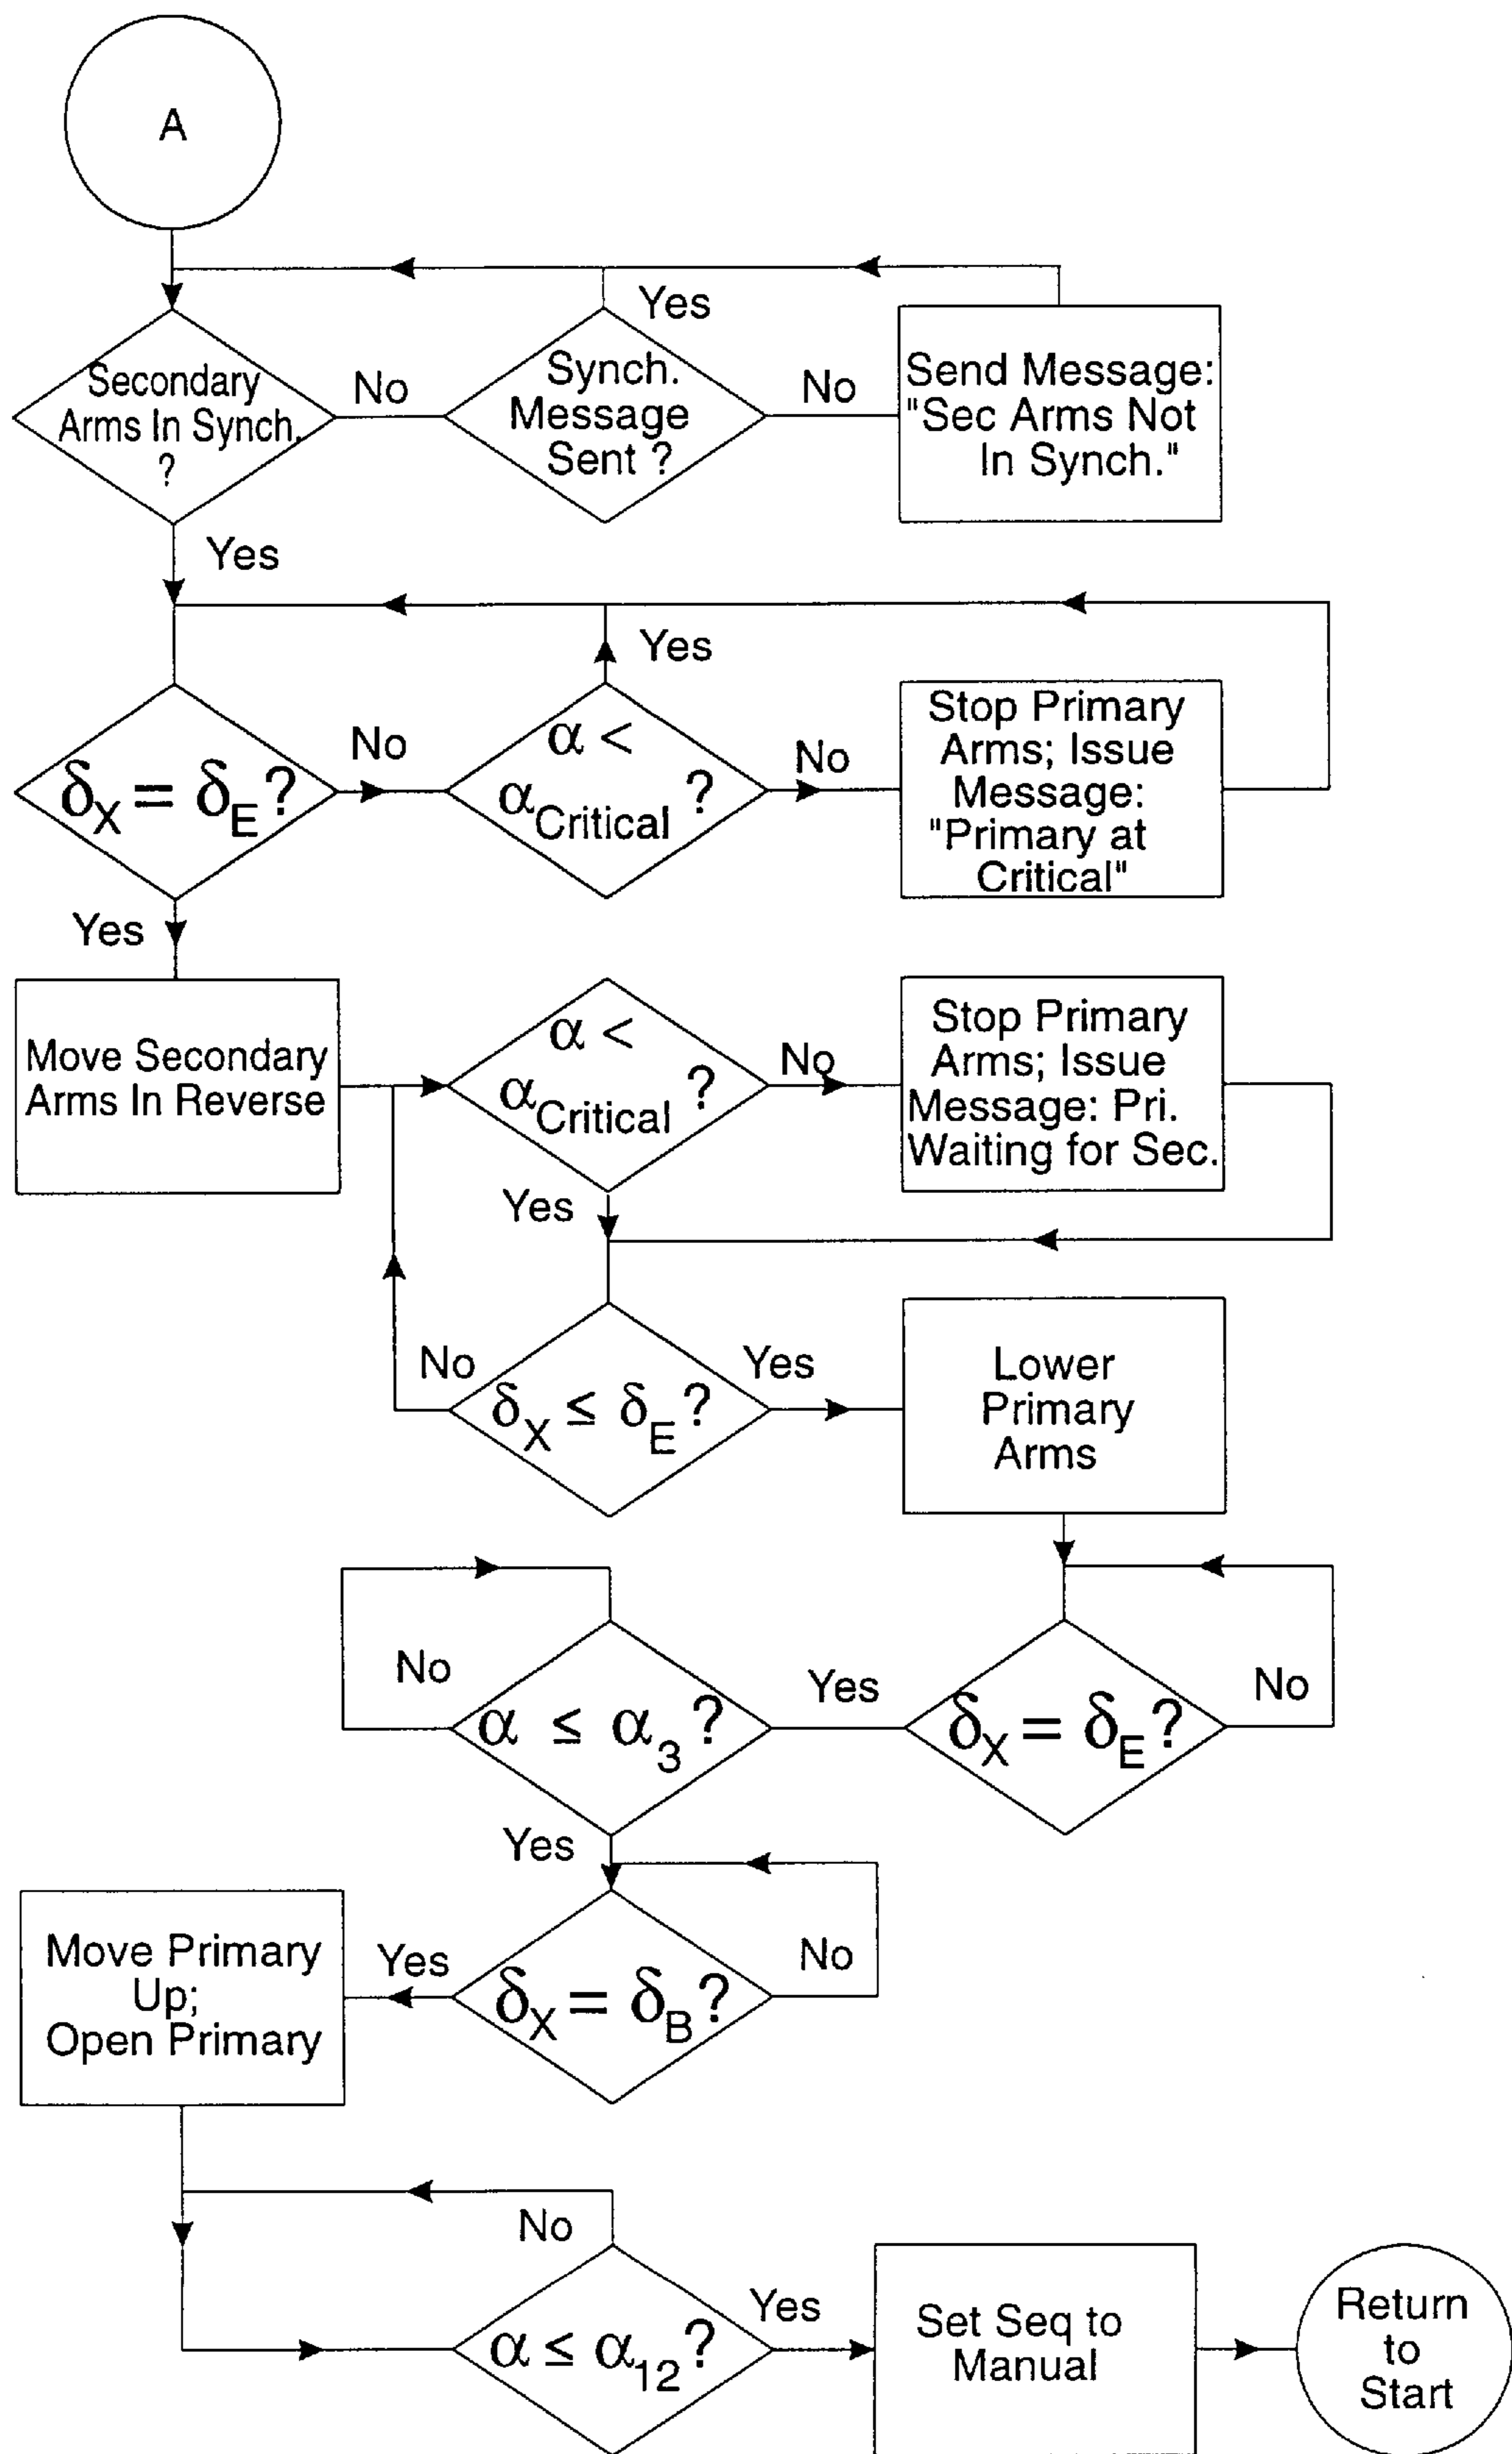 A
Yes
Secondary
Arms In Synch.
?
No
Synch.
Message
Sent ?
No
Send Message:
"Sec Arms Not
In Synch."
Yes
Yes
δX = δE ?
No
α <
αCritical ?
No
Stop Primary
Arms; Issue
Message:
"Primary at
Critical"
Yes
Move Secondary
Arms In Reverse
α <
αCritical ?
No
Stop Primary
Arms; Issue
Message: Pri.
Waiting for Sec.
Yes
No
δX ≤ δE ?
Yes
Lower
Primary
Arms
No
α ≤ α3 ?
Yes
δX = δE ?
No
Yes
Move Primary
Up;
Open Primary
Yes
δX = δB ?
No
No
α ≤ α12 ?
Yes
Set Seq to
Manual
Return
to
Start